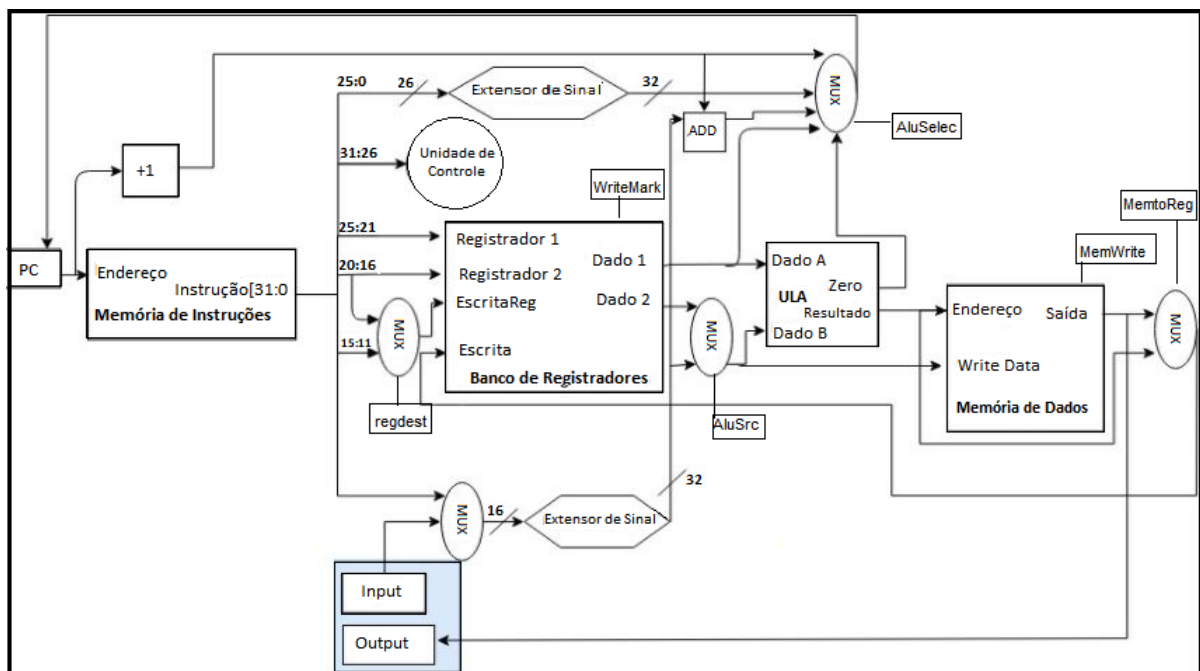 25:0
26
Extensor de Sinal
32
MUX
AluSelec
ADD
+1
31:26
Unidade de
Controle
WriteMark
25:21
Registrador 1
Dado 1
20:16
Registrador 2
Dado 2
EscritaReg
MUX
15:11
Escrita
Banco de Registradores
regdest
PC
Endereço
Instrução[31:0
Memória de Instruções
MUX
AluSrc
Dado A
Zero
ULA
Resultado
Dado B
MemtoReg
MemWrite
Endereço
Saída
Write Data
Memória de Dados
MUX
32
MUX
16
Extensor de Sinal
Input
Output